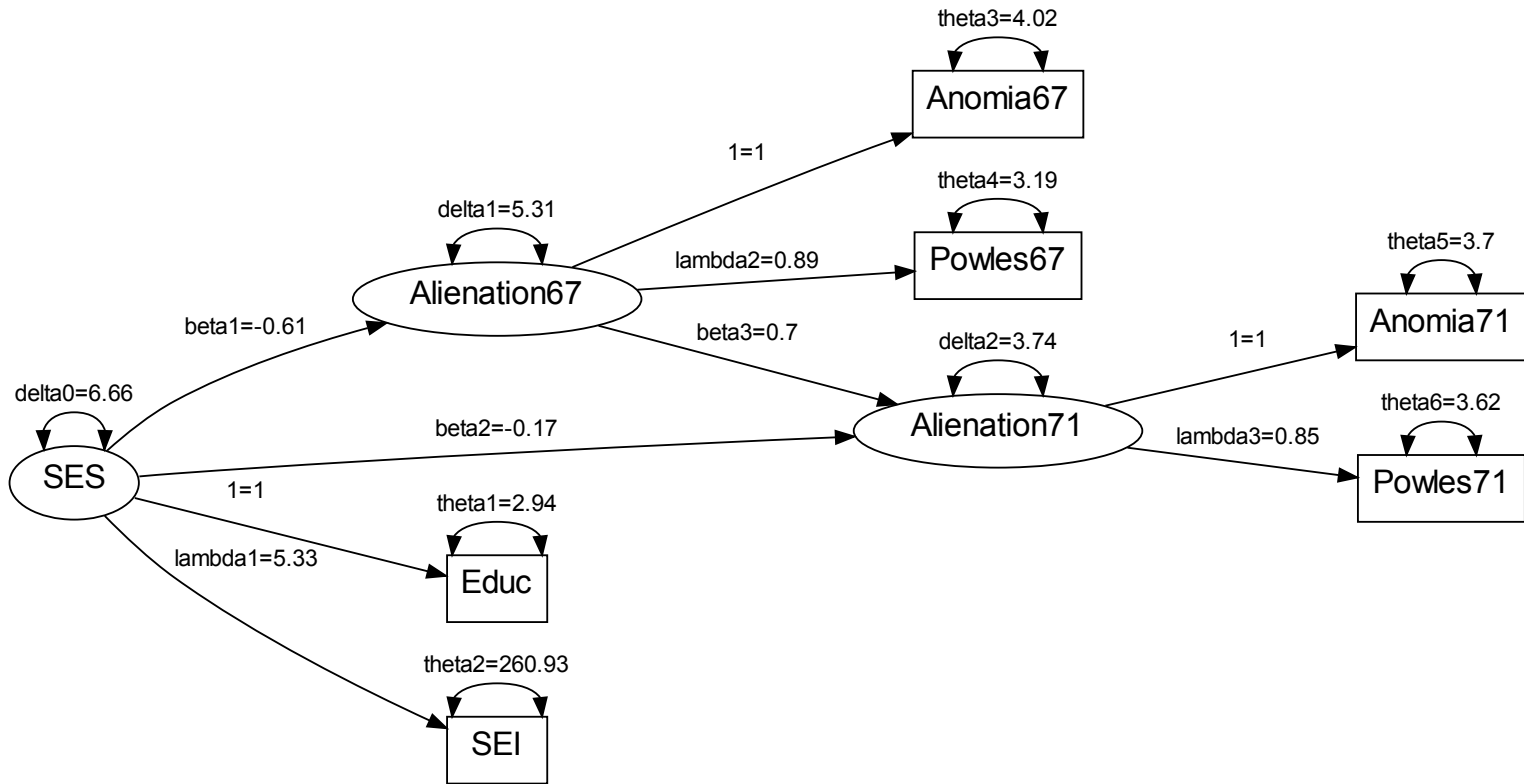 theta3=4.02
Anomia67
1=1
theta4=3.19
delta1=5.31
lambda2=0.89
Powles67
theta5=3.7
Alienation67
Anomia71
beta1=-0.61
beta3=0.7
delta2=3.74
1=1
delta0=6.66
theta6=3.62
beta2=-0.17
Alienation71
lambda3=0.85
SES
Powles71
1=1
theta1=2.94
lambda1=5.33
Educ
theta2=260.93
SEI